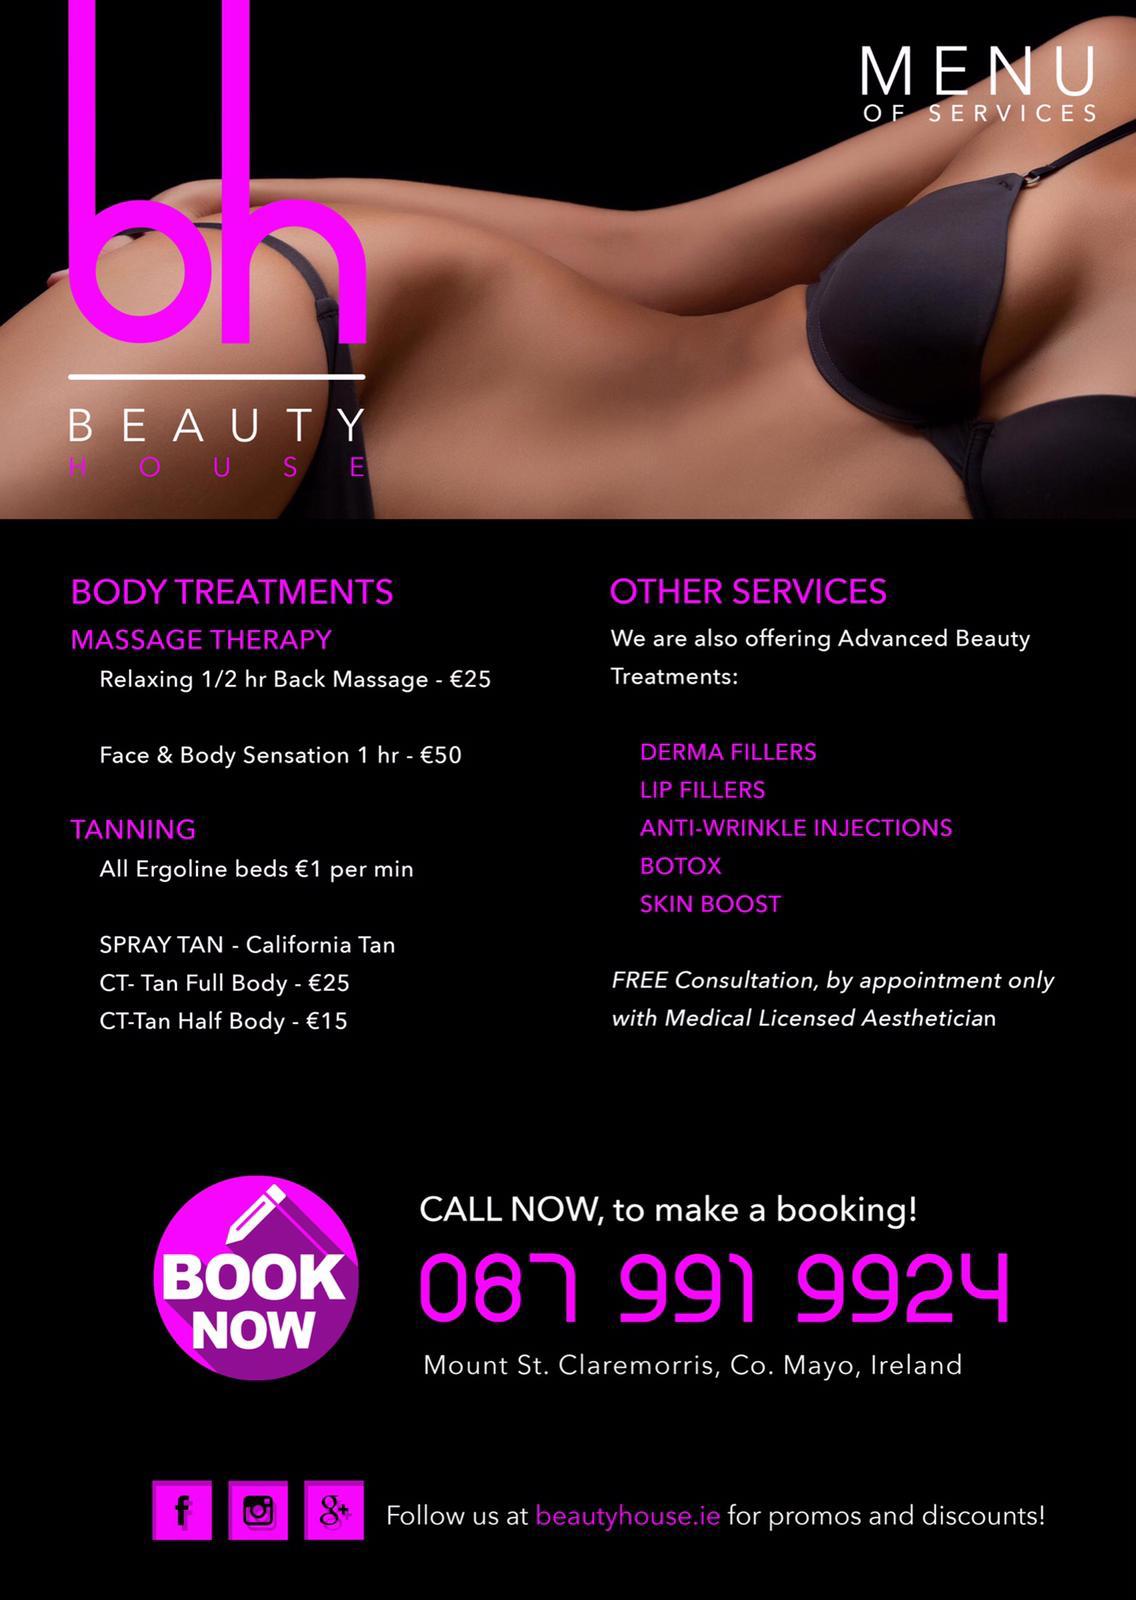 bh
BEAUTY
HOUSE
MENU
OF SERVICES
BODY TREATMENTS
MASSAGE THERAPY
Relaxing 1/2 hr Back Massage - €25
Face & Body Sensation 1 hr - €50
TANNING
All Ergoline beds €1 per min
SPRAY TAN - California Tan
CT- Tan Full Body - €25
CT-Tan Half Body - €15
OTHER SERVICES
We are also offering Advanced Beauty
Treatments:
DERMA FILLERS
LIP FILLERS
ANTI-WRINKLE INJECTIONS
BOTOX
SKIN BOOST
FREE Consultation, by appointment only
with Medical Licensed Aesthetician
BOOK
NOW
CALL NOW, to make a booking!
087 991 9924
Mount St. Claremorris, Co. Mayo, Ireland
f g+ Follow us at beautyhouse.ie for promos and discounts!